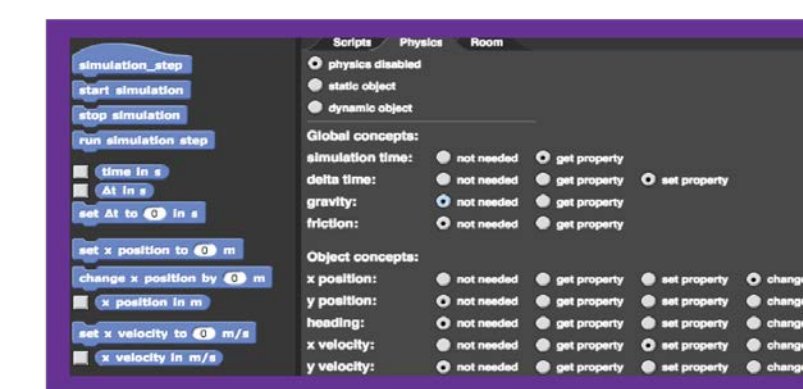 simulation_step
start simulation
stop simulation
run simulation step
time in s
Δt in s
set Δt to 0 in s
set x position to 0 m
change x position by 0 m
x position in m
set x velocity to 0 m/s
x velocity in m/s
Scripts Physics Room
physics disabled
static object
dynamic object
Global concepts:
simulation time: not needed get property
delta time: not needed get property set property
gravity: not needed get property
friction: not needed get property
Object concepts:
x position: not needed get property set property change
y position: not needed get property set property change
heading: not needed get property set property change
x velocity: not needed get property set property change
y velocity: not needed get property set property change